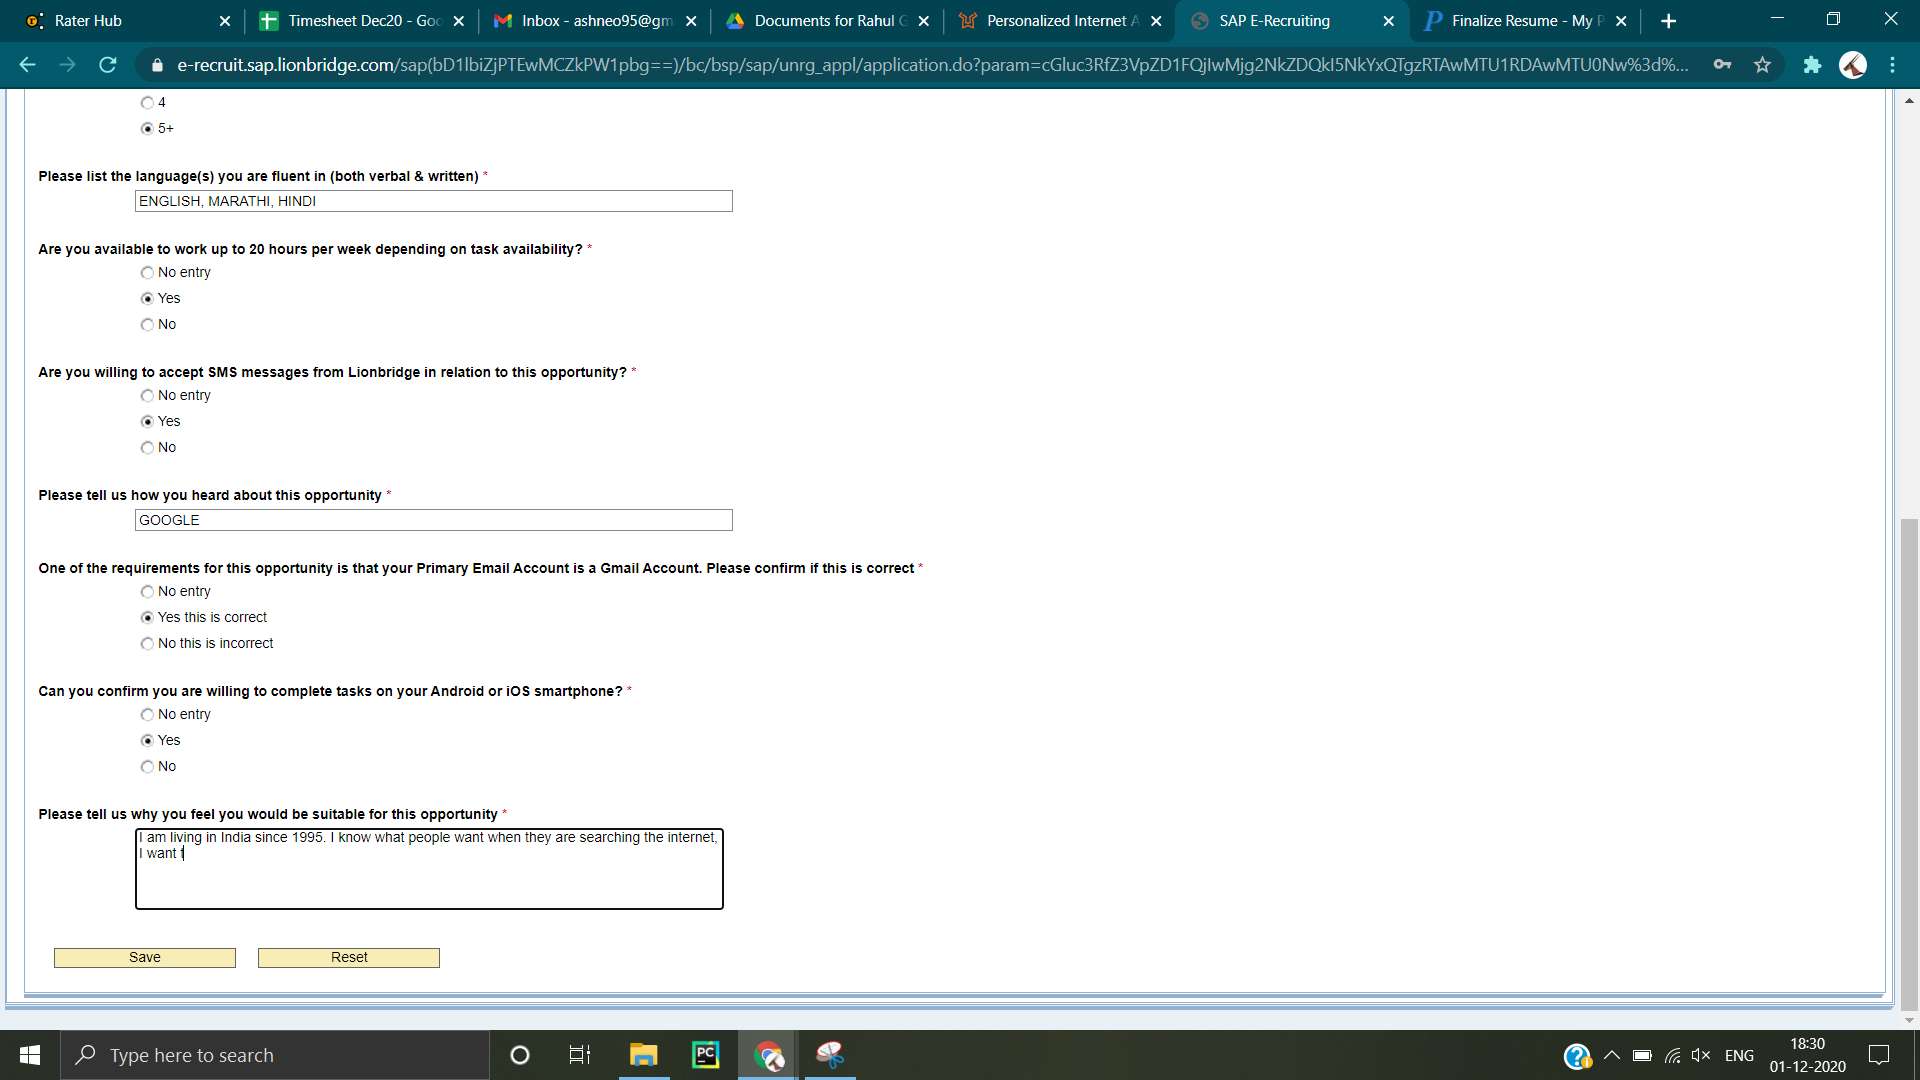 Rater Hub
Timesheet Dec20 - Goo
Inbox - ashneo95@gm
Documents for Rahul G
Personalized Internet A
SAP E-Recruiting
Finalize Resume - My P
e-recruit.sap.lionbridge.com/sap(bD1lbiZjPTEwMCZkPW1pbg==)/bc/bsp/sap/unrg_appl/application.do?param=cGluc3RfZ3VpZD1FQjIwMjg2NkZDQkI5NkYxQTgzRTAwMTU1RDAwMTU0Nw%3d%...
4
5+
Please list the language(s) you are fluent in (both verbal & written) *
ENGLISH, MARATHI, HINDI
Are you available to work up to 20 hours per week depending on task availability? *
No entry
Yes
No
Are you willing to accept SMS messages from Lionbridge in relation to this opportunity? *
No entry
Yes
No
Please tell us how you heard about this opportunity *
GOOGLE
One of the requirements for this opportunity is that your Primary Email Account is a Gmail Account. Please confirm if this is correct *
No entry
Yes this is correct
No this is incorrect
Can you confirm you are willing to complete tasks on your Android or iOS smartphone? *
No entry
Yes
No
Please tell us why you feel you would be suitable for this opportunity *
I am living in India since 1995. I know what people want when they are searching the internet,
I want f
Save
Reset
Type here to search
PC
ENG
18:30
01-12-2020